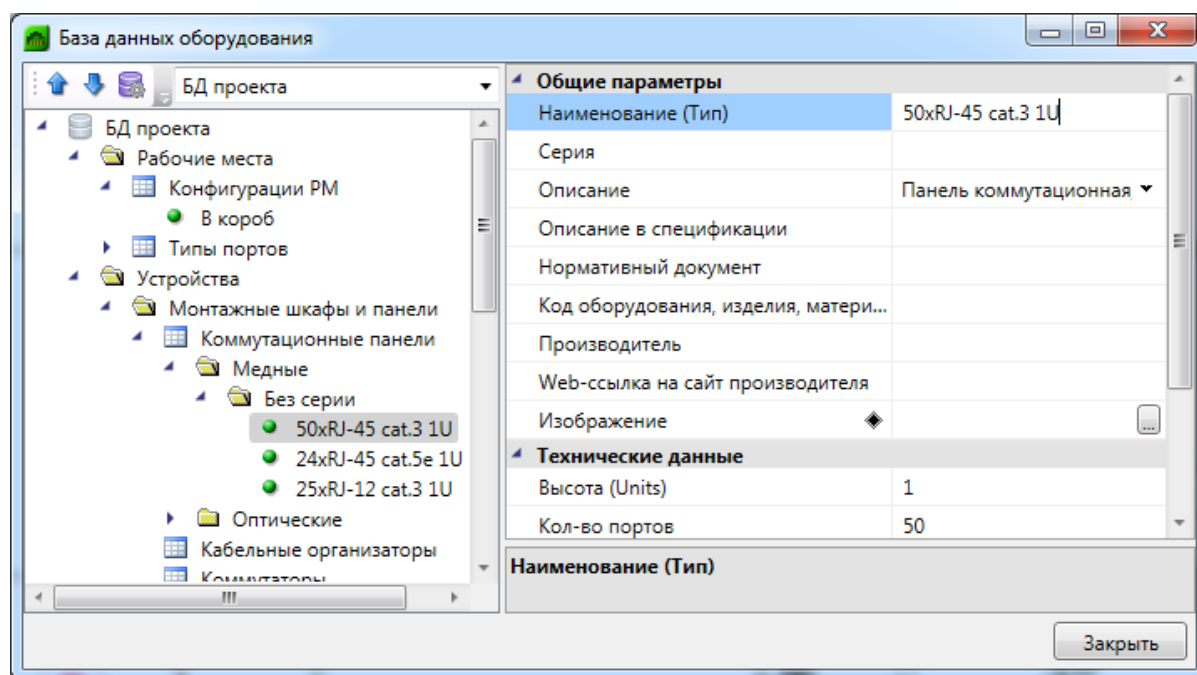 База данных оборудования
БД проекта
БД проекта
Рабочие места
Конфигурации РМ
В короб
Типы портов
Устройства
Монтажные шкафы и панели
Коммутационные панели
Медные
Без серии
50xRJ-45 cat.3 1U
24xRJ-45 cat.5e 1U
25xRJ-12 cat.3 1U
Оптические
Кабельные организаторы
Коммутаторы
Общие параметры
Наименование (Тип) 50xRJ-45 cat.3 1U
Серия
Описание Панель коммутационная
Описание в спецификации
Нормативный документ
Код оборудования, изделия, матери...
Производитель
Web-ссылка на сайт производителя
Изображение ...
Технические данные
Высота (Units) 1
Кол-во портов 50
Наименование (Тип)
Закрыть